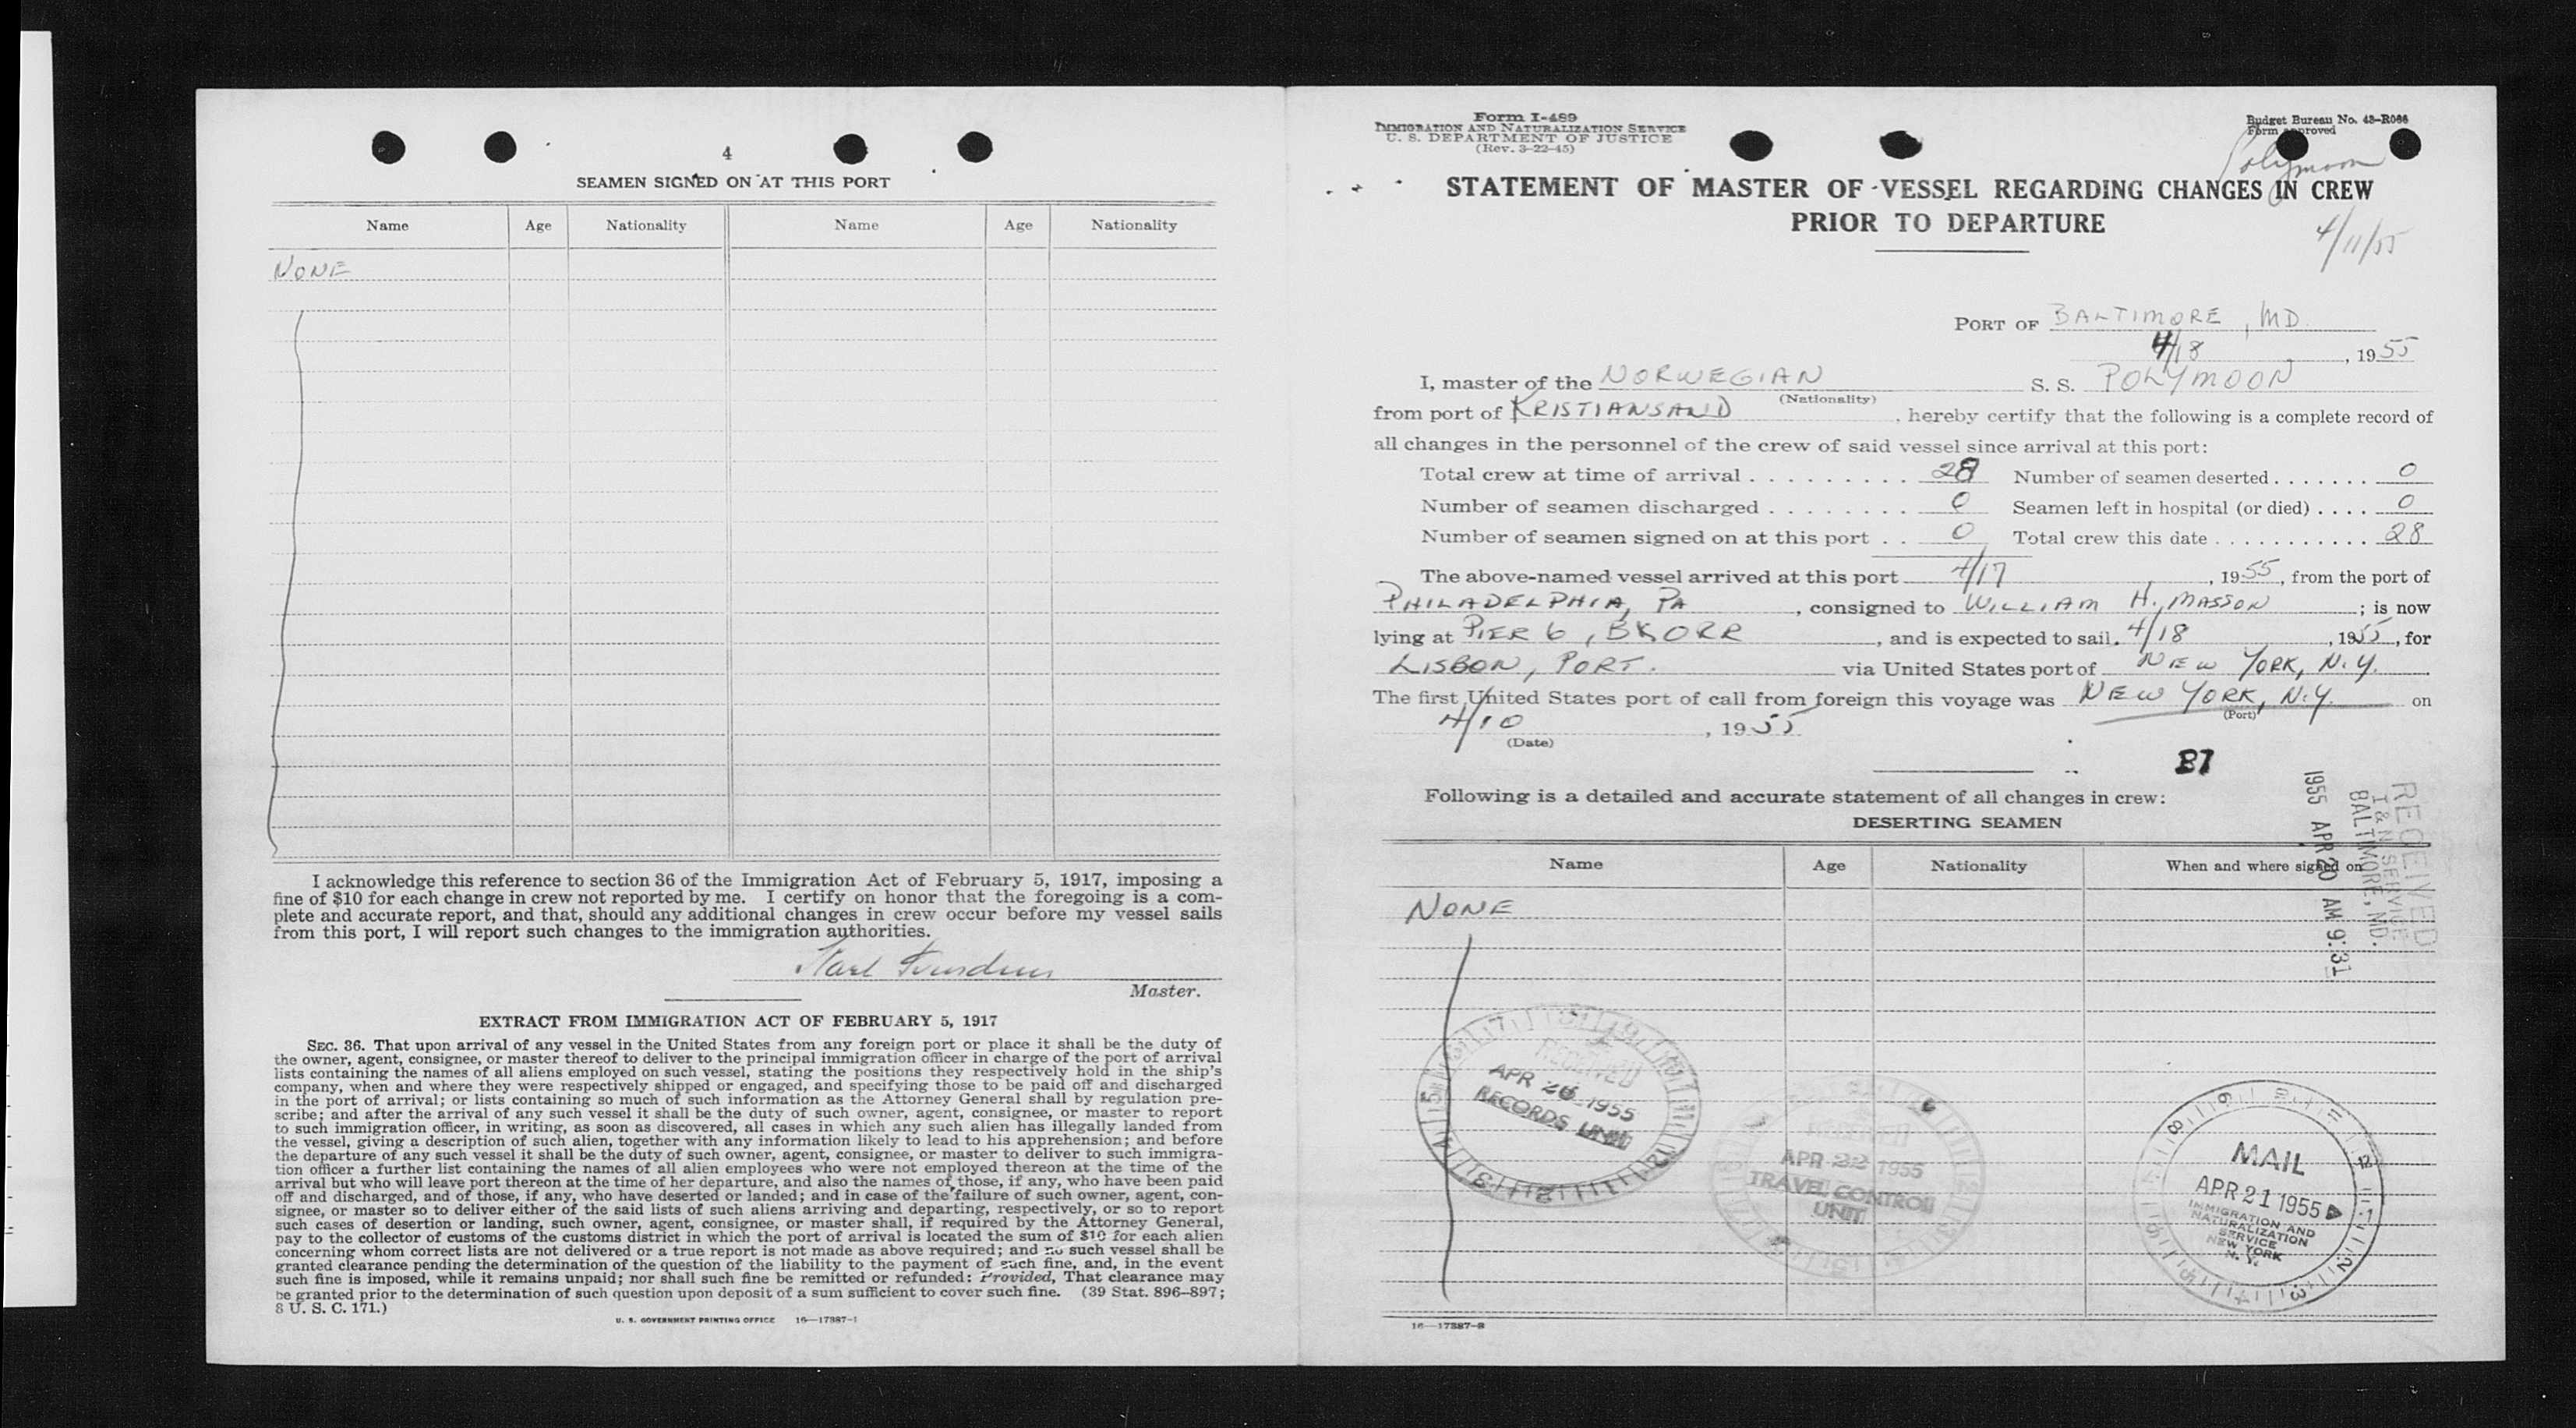 4
SEAMEN SIGNED ON AT THIS PORT
Name Age Nationality Name Age Nationality
NONE
I acknowledge this reference to section 36 of the Immigration Act of February 5, 1917, imposing a
fine of $10 for each change in crew not reported by me. I certify on honor that the foregoing is a com-
plete and accurate report, and that, should any additional changes in crew occur before my vessel sails
from this port, I will report such changes to the immigration authorities.
Master.
EXTRACT FROM IMMIGRATION ACT OF FEBRUARY 5, 1917
SEC. 36. That upon arrival of any vessel in the United States from any foreign port or place it shall be the duty of
the owner, agent, consignee, or master thereof to deliver to the principal immigration officer in charge of the port of arrival
lists containing the names of all aliens employed on such vessel, stating the positions they respectively hold in the ship's
company, when and where they were respectively shipped or engaged, and specifying those to be paid off and discharged
in the port of arrival; or lists containing so much of such information as the Attorney General shall by regulation pre-
scribe; and after the arrival of any such vessel it shall be the duty of such owner, agent, consignee, or master to report
to such immigration officer, in writing, as soon as discovered, all cases in which any such alien has illegally landed from
the vessel, giving a description of such alien, together with any information likely to lead to his apprehension; and before
the departure of any such vessel it shall be the duty of such owner, agent, consignee, or master to deliver to such immigra-
tion officer a further list containing the names of all alien employees who were not employed thereon at the time of the
arrival but who will leave port thereon at the time of her departure, and also the names of those, if any, who have been paid
off and discharged, and of those, if any, who have deserted or landed; and in case of the failure of such owner, agent, con-
signee, or master so to deliver either of the said lists of such aliens arriving and departing, respectively, or so to report
such cases of desertion or landing, such owner, agent, consignee, or master shall, if required by the Attorney General,
pay to the collector of customs of the customs district in which the port of arrival is located the sum of $10 for each alien
concerning whom correct lists are not delivered or a true report is not made as above required; and no such vessel shall be
granted clearance pending the determination of the question of the liability to the payment of such fine, and, in the event
such fine is imposed, while it remains unpaid; nor shall such fine be remitted or refunded: Provided, That clearance may
be granted prior to the determination of such question upon deposit of a sum sufficient to cover such fine. (39 Stat. 896-897;
8 U. S. C. 171.)
U. S. GOVERNMENT PRINTING OFFICE 16—17887-1
Form I-489
IMMIGRATION AND NATURALIZATION SERVICE
U. S. DEPARTMENT OF JUSTICE
(Rev. 3-22-45)
Budget Bureau No. 43-R066
Form approved
Polymoon
STATEMENT OF MASTER OF VESSEL REGARDING CHANGES IN CREW
PRIOR TO DEPARTURE
4/11/55
PORT OF BALTIMORE, MD.
4/18, 1955
I, master of the NORWEGIAN S. S. POLYMOON
(Nationality)
from port of KRISTIANSAND, hereby certify that the following is a complete record of
all changes in the personnel of the crew of said vessel since arrival at this port:
Total crew at time of arrival . . . . . . . . . 28 Number of seamen deserted . . . . . . . 0
Number of seamen discharged . . . . . . . . 0 Seamen left in hospital (or died) . . . . 0
Number of seamen signed on at this port . . 0 Total crew this date . . . . . . . . . . . 28
The above-named vessel arrived at this port 4/17, 1955, from the port of
PHILADELPHIA, PA, consigned to WILLIAM H. MASSON; is now
lying at PIER 6, BKORR, and is expected to sail 4/18, 1955, for
LISBON, PORT. via United States port of NEW YORK, N.Y.
The first United States port of call from foreign this voyage was NEW YORK, N.Y. on
(Port)
4/10, 1955
(Date)
B7
Following is a detailed and accurate statement of all changes in crew:
DESERTING SEAMEN
Name Age Nationality When and where signed on
NONE
RECEIVED
I & N SERVICE
BALTIMORE, MD.
1955 APR 20 AM 9:31
RECEIVED
APR 26 1955
RECORDS UNIT
APR 22 1955
TRAVEL CONTROL
UNIT
MAIL
APR 21 1955
IMMIGRATION AND
NATURALIZATION
SERVICE
NEW YORK
N. Y.
16—17887-3